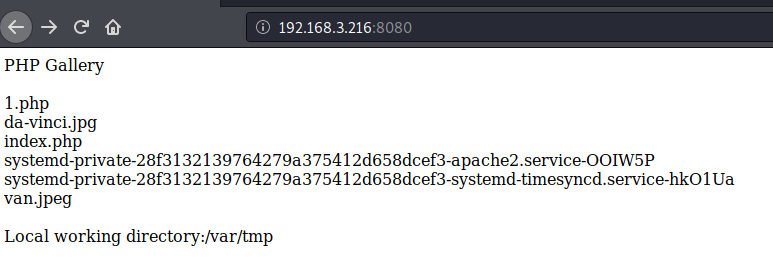 192.168.3.216:8080
PHP Gallery
1.php
da-vinci.jpg
index.php
systemd-private-28f3132139764279a375412d658dcef3-apache2.service-OOIW5P
systemd-private-28f3132139764279a375412d658dcef3-systemd-timesyncd.service-hkO1Ua
van.jpeg
Local working directory:/var/tmp